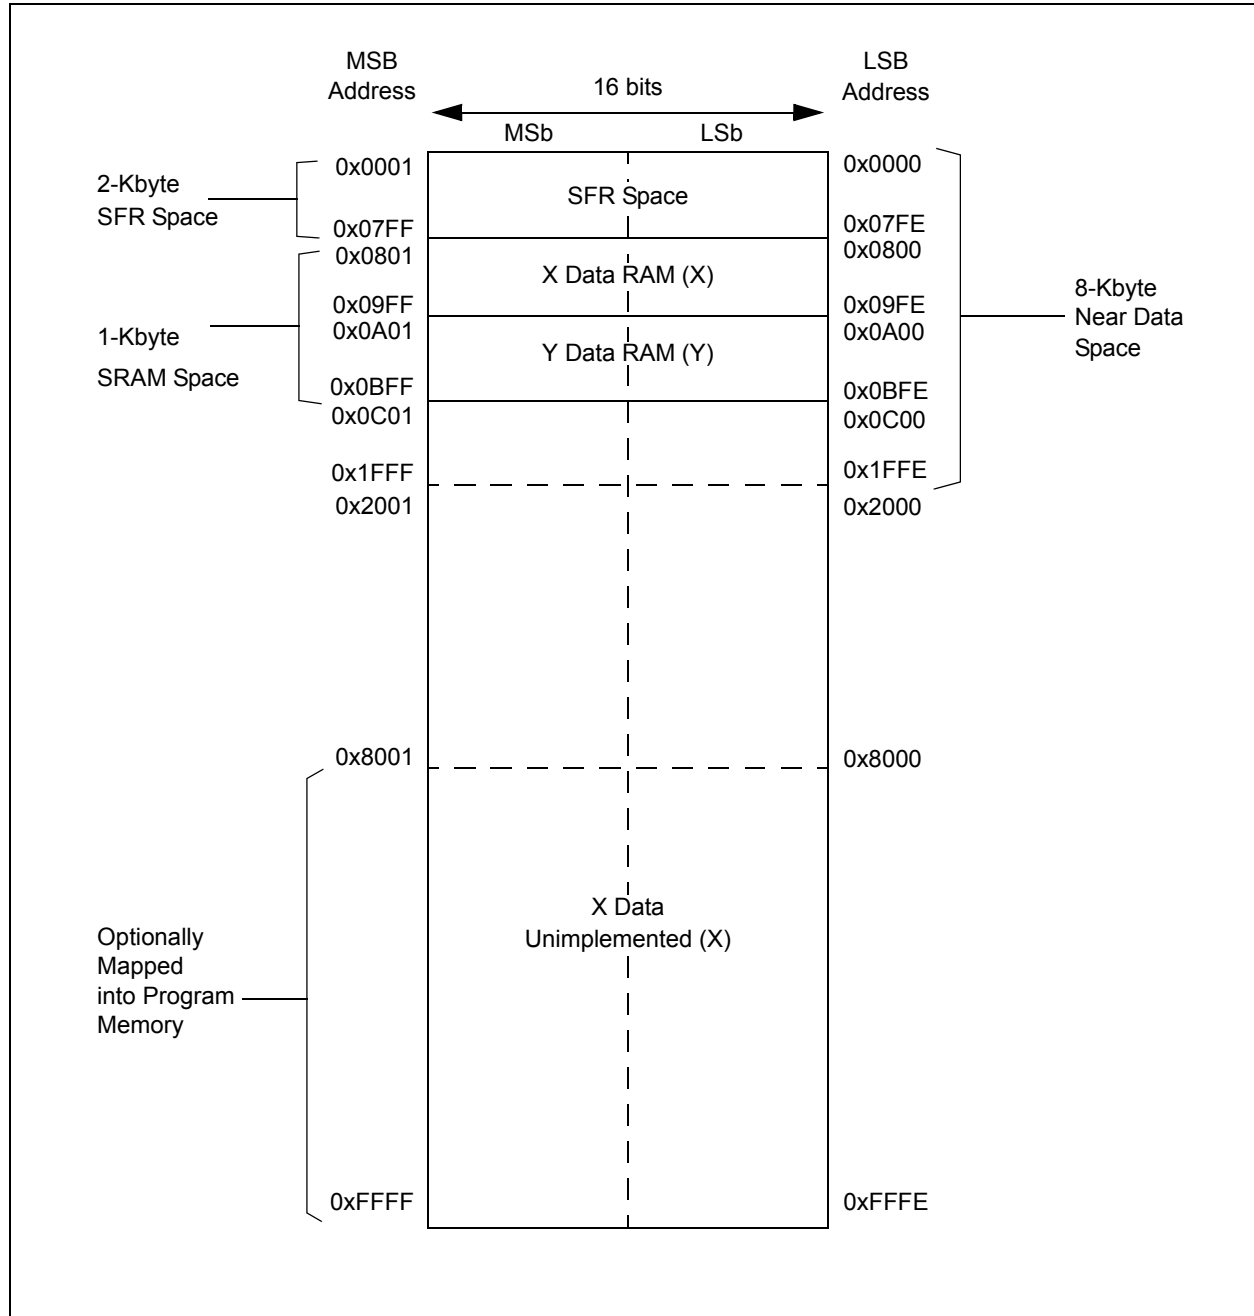 MSB
Address
LSB
Address
16 bits
MSb
LSb
0x0001
0x0000
2-Kbyte
SFR Space
SFR Space
0x07FF
0x07FE
0x0801
0x0800
X Data RAM (X)
8-Kbyte
Near Data
Space
0x09FF
0x09FE
0x0A01
0x0A00
1-Kbyte
SRAM Space
Y Data RAM (Y)
0x0BFF
0x0BFE
0x0C01
0x0C00
0x1FFF
0x1FFE
0x2001
0x2000
0x8001
0x8000
X Data
Unimplemented (X)
Optionally
Mapped
into Program
Memory
0xFFFF
0xFFFE